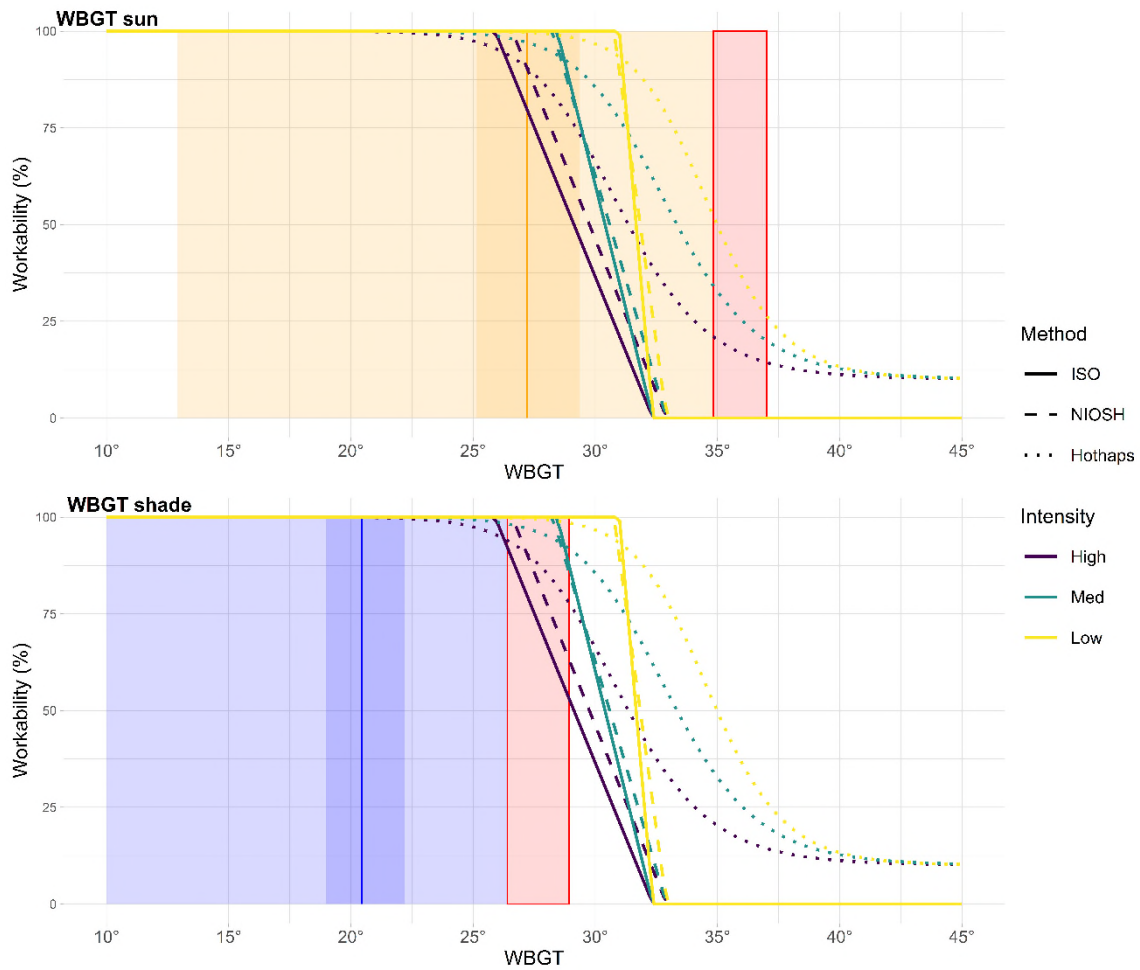 WBGT sun
Workability (%)
100
75
50
25
0
10° 15° 20° 25° 30° 35° 40° 45°
WBGT
WBGT shade
Workability (%)
100
75
50
25
0
10° 15° 20° 25° 30° 35° 40° 45°
WBGT
Method
ISO
NIOSH
Hothaps
Intensity
High
Med
Low